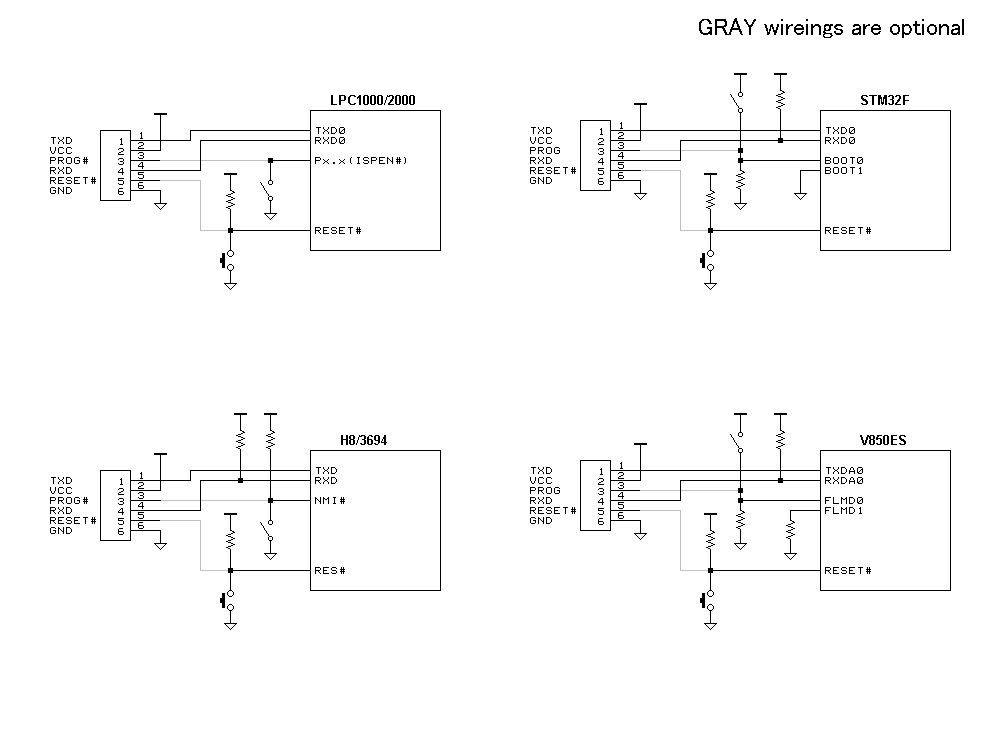 GRAY wireings are optional
LPC1000/2000
TXD
VCC
PROG#
RXD
RESET#
GND
1
2
3
4
5
6
1
2
3
4
5
6
TXD0
RXD0
Px.x(ISPEN#)
RESET#
STM32F
TXD
VCC
PROG
RXD
RESET#
GND
1
2
3
4
5
6
1
2
3
4
5
6
TXD0
RXD0
BOOT0
BOOT1
RESET#
H8/3694
TXD
VCC
PROG#
RXD
RESET#
GND
1
2
3
4
5
6
1
2
3
4
5
6
TXD
RXD
NMI#
RES#
V850ES
TXD
VCC
PROG
RXD
RESET#
GND
1
2
3
4
5
6
1
2
3
4
5
6
TXDA0
RXDA0
FLMD0
FLMD1
RESET#